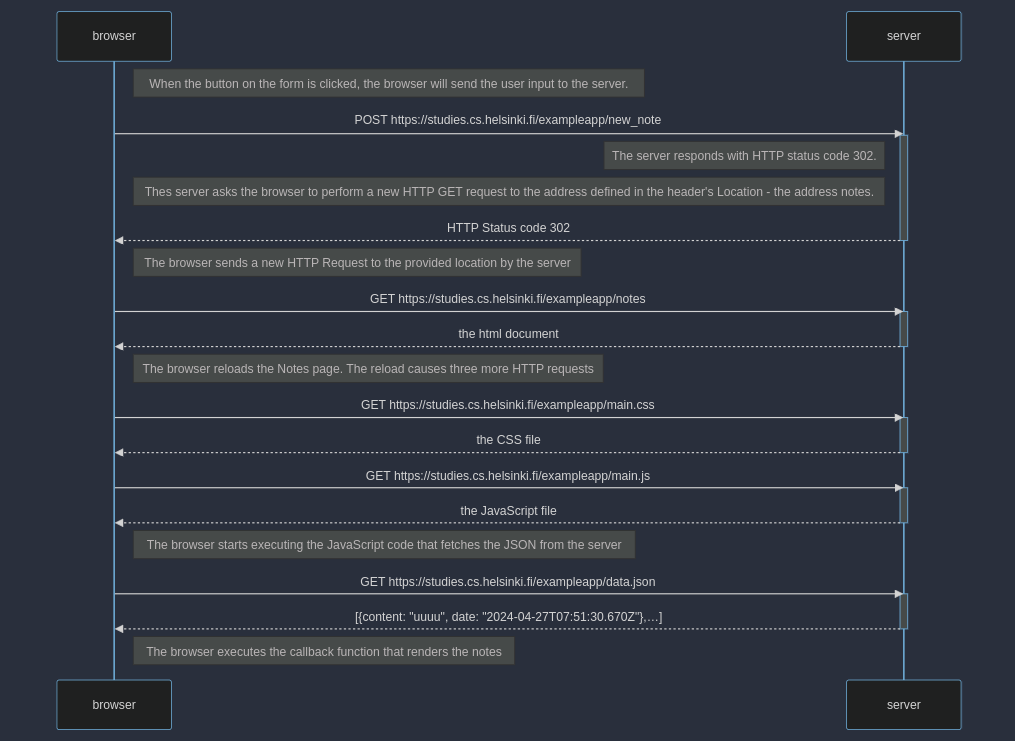 browser
server
When the button on the form is clicked, the browser will send the user input to the server.
POST https://studies.cs.helsinki.fi/exampleapp/new_note
The server responds with HTTP status code 302.
Thes server asks the browser to perform a new HTTP GET request to the address defined in the header's Location - the address notes.
HTTP Status code 302
The browser sends a new HTTP Request to the provided location by the server
GET https://studies.cs.helsinki.fi/exampleapp/notes
the html document
The browser reloads the Notes page. The reload causes three more HTTP requests
GET https://studies.cs.helsinki.fi/exampleapp/main.css
the CSS file
GET https://studies.cs.helsinki.fi/exampleapp/main.js
the JavaScript file
The browser starts executing the JavaScript code that fetches the JSON from the server
GET https://studies.cs.helsinki.fi/exampleapp/data.json
[{content: "uuuu", date: "2024-04-27T07:51:30.670Z"},…]
The browser executes the callback function that renders the notes
browser
server